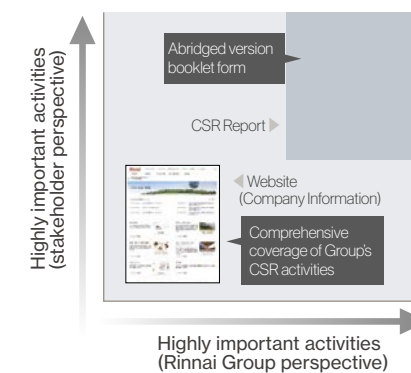 Highly important activities
(stakeholder perspective)
Abridged version
booklet form
CSR Report
Website
(Company Information)
Comprehensive
coverage of Group's
CSR activities
Highly important activities
(Rinnai Group perspective)